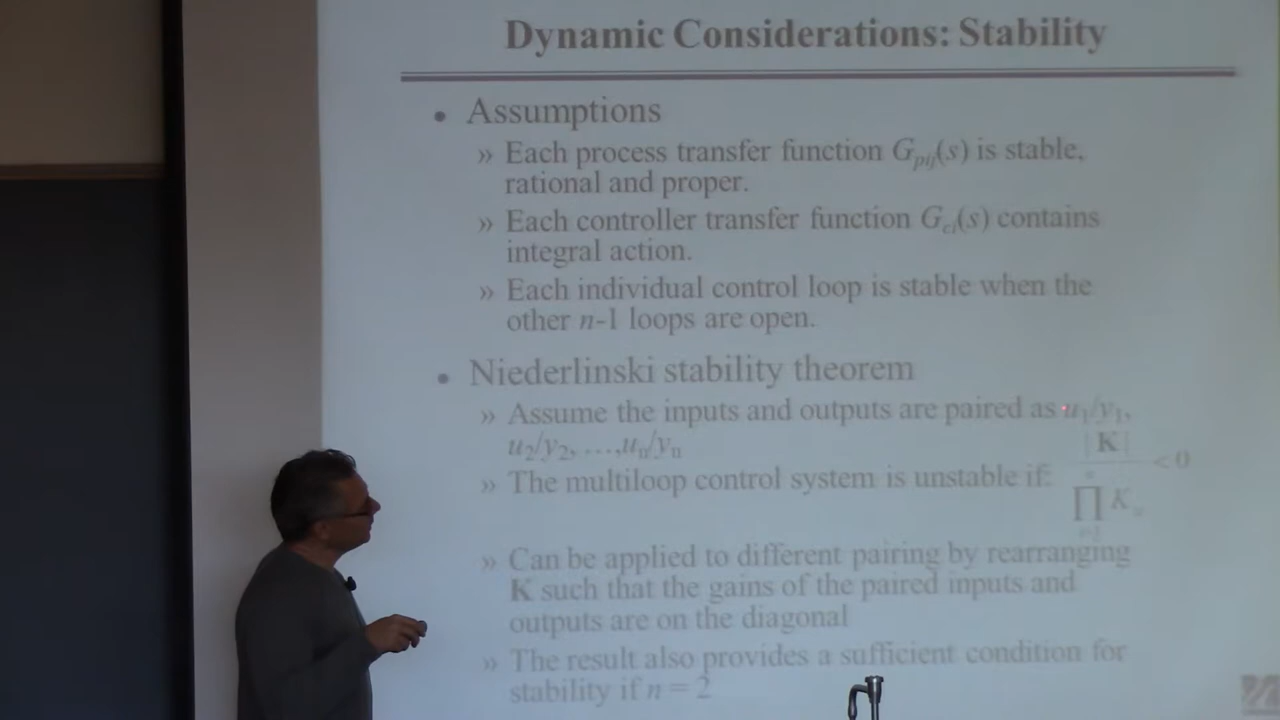 Dynamic Considerations: Stability
• Assumptions
» Each process transfer function Gpij(s) is stable,
rational and proper.
» Each controller transfer function Gci(s) contains
integral action.
» Each individual control loop is stable when the
other n-1 loops are open.
• Niederlinski stability theorem
» Assume the inputs and outputs are paired as u1/y1,
u2/y2, …,un/yn
» The multiloop control system is unstable if: |K| / ∏ K < 0
» Can be applied to different pairing by rearranging
K such that the gains of the paired inputs and
outputs are on the diagonal
» The result also provides a sufficient condition for
stability if n = 2